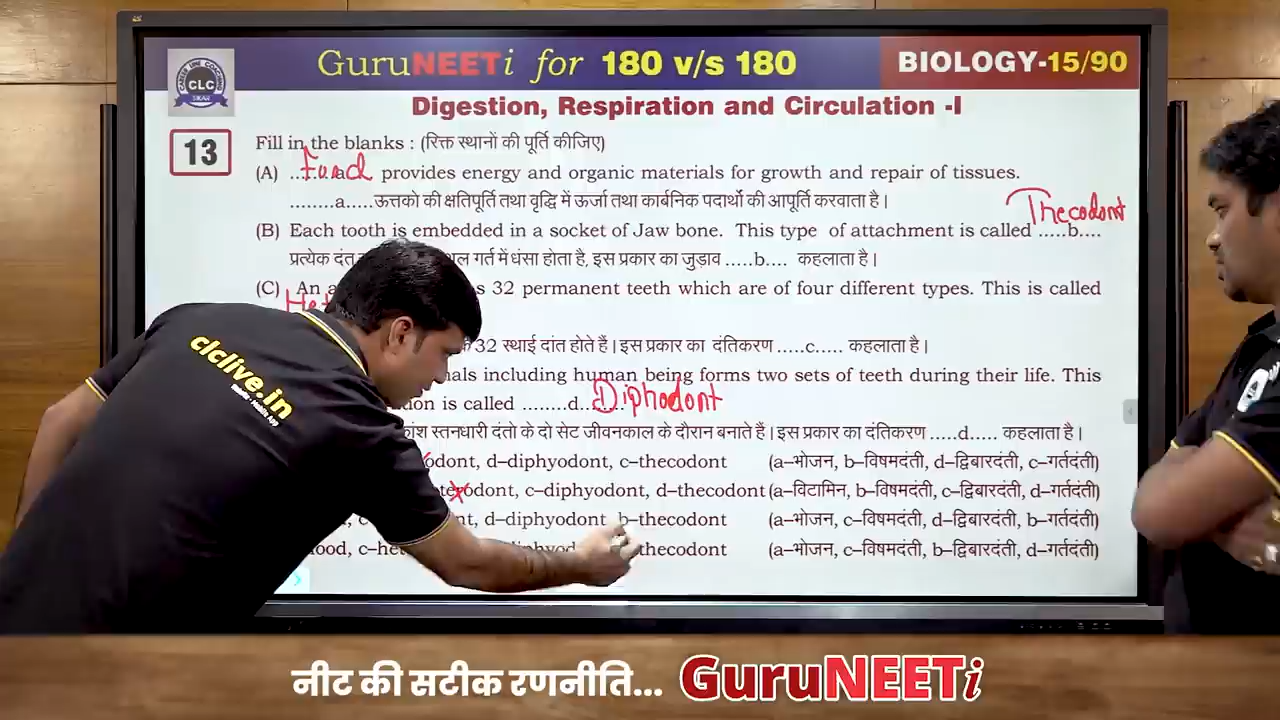 GuruNEETi for 180 v/s 180
BIOLOGY-15/90
CLC
SIKAR
Digestion, Respiration and Circulation -I
13
Fill in the blanks : (रिक्त स्थानों की पूर्ति कीजिए)
(A) ........a Food provides energy and organic materials for growth and repair of tissues.
........a.....ऊत्तको की क्षतिपूर्ति तथा वृद्धि में ऊर्जा तथा कार्बनिक पदार्थों की आपूर्ति करवाता है।
Thecodont
(B) Each tooth is embedded in a socket of Jaw bone. This type of attachment is called .....b....
प्रत्येक दंत गर्त में धंसा होता है, इस प्रकार का जुड़ाव .....b.... कहलाता है।
(C) An 32 permanent teeth which are of four different types. This is called
Het
32 स्थाई दांत होते हैं। इस प्रकार का दंतिकरण .....c..... कहलाता है।
including human being forms two sets of teeth during their life. This
is called ........d........ Diphodont
स्तनधारी दंतो के दो सेट जीवनकाल के दौरान बनाते हैं। इस प्रकार का दंतिकरण .....d..... कहलाता है।
odont, d–diphyodont, c–thecodont (a–भोजन, b–विषमदंती, d–द्विबारदंती, c–गर्तदंती)
terodont, c–diphyodont, d–thecodont (a–विटामिन, b–विषमदंती, c–द्विबारदंती, d–गर्तदंती)
d–diphyodont b–thecodont (a–भोजन, c–विषमदंती, d–द्विबारदंती, b–गर्तदंती)
thecodont (a–भोजन, c–विषमदंती, b–द्विबारदंती, d–गर्तदंती)
clclive.in
नीट की सटीक रणनीति... GuruNEETi